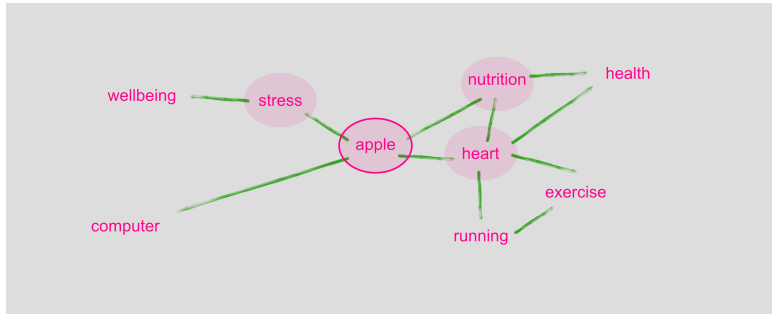 nutrition
health
wellbeing
stress
apple
heart
exercise
computer
running